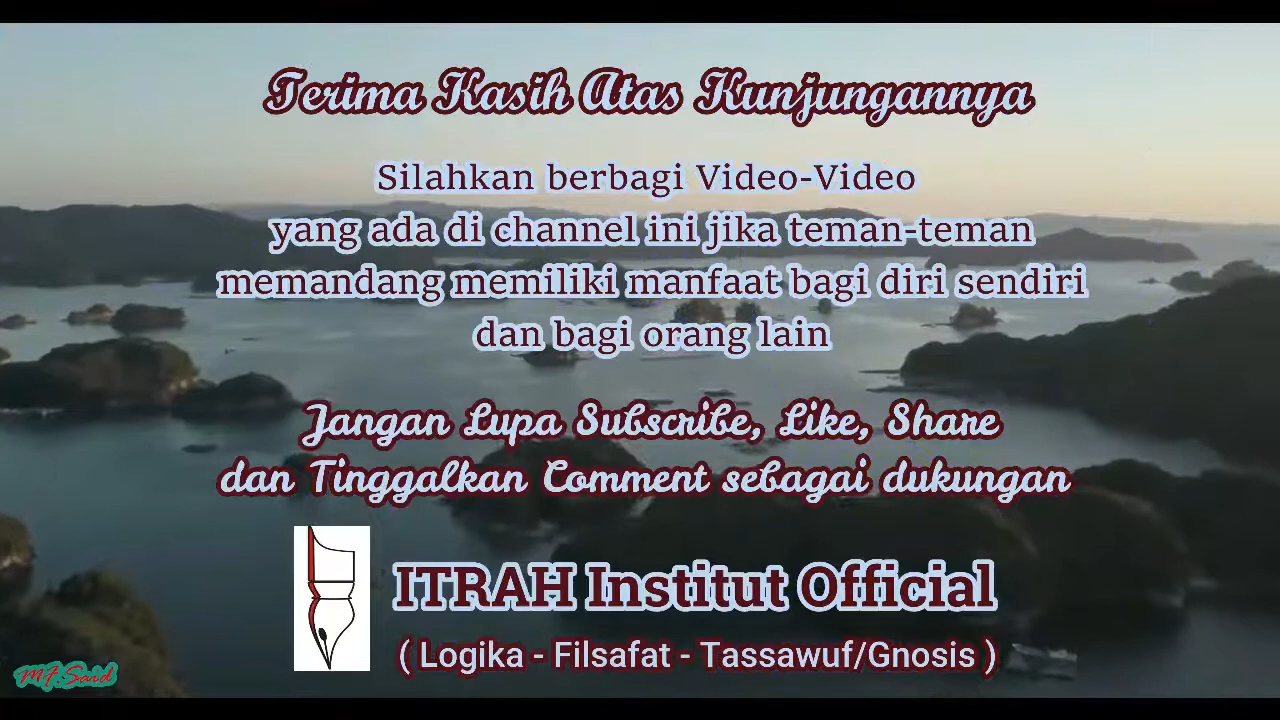 Terima Kasih Atas Kunjungannya
Silahkan berbagi Video-Video
yang ada di channel ini jika teman-teman
memandang memiliki manfaat bagi diri sendiri
dan bagi orang lain
Jangan Lupa Subscribe, Like, Share
dan Tinggalkan Comment sebagai dukungan
ITRAH Institut Official
( Logika - Filsafat - Tassawuf/Gnosis )
MF.Said